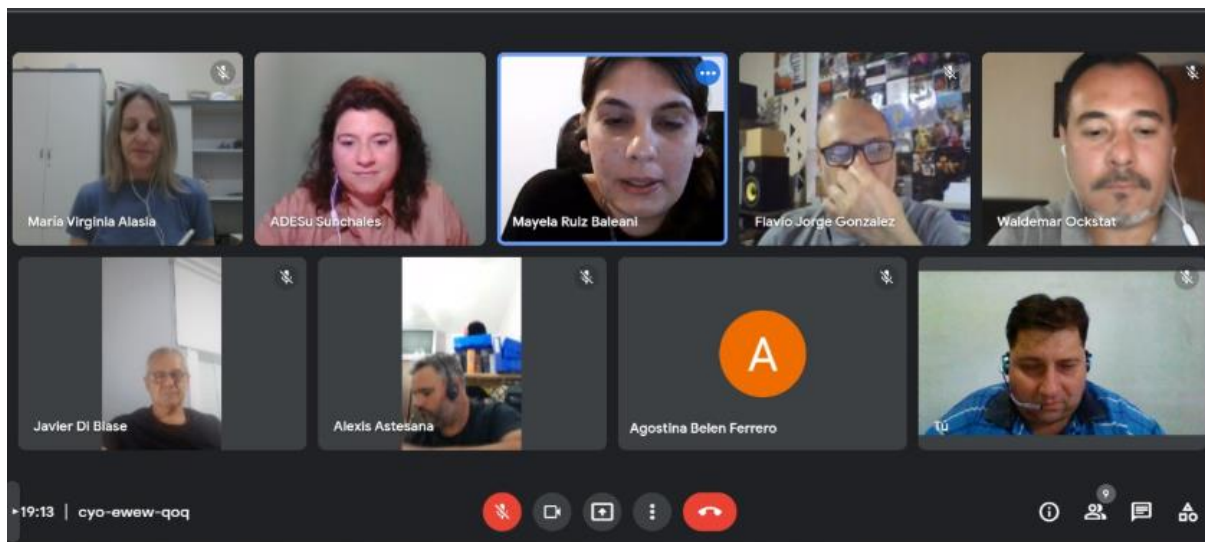 María Virginia Alasia
ADESu Sunchales
Mayela Ruiz Baleani
Flavio Jorge Gonzalez
Waldemar Ockstat
Javier Di Biase
Alexis Astesana
A
Agostina Belen Ferrero
Tú
19:13 | cyo-ewew-qoq
9